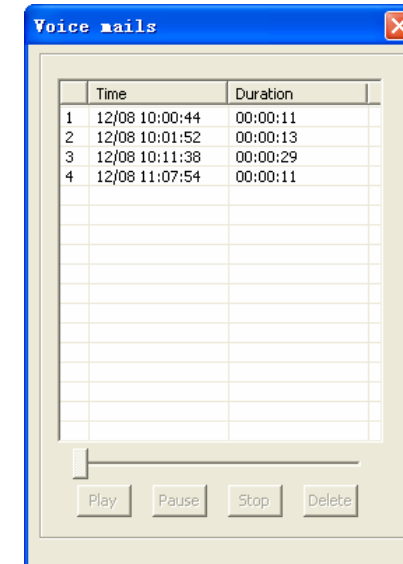 Voice mails
Time Duration
1 12/08 10:00:44 00:00:11
2 12/08 10:01:52 00:00:13
3 12/08 10:11:38 00:00:29
4 12/08 11:07:54 00:00:11
Play Pause Stop Delete